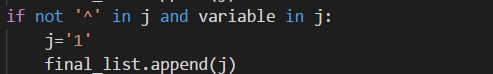 if not '^' in j and variable in j:
    j='1'
    final_list.append(j)